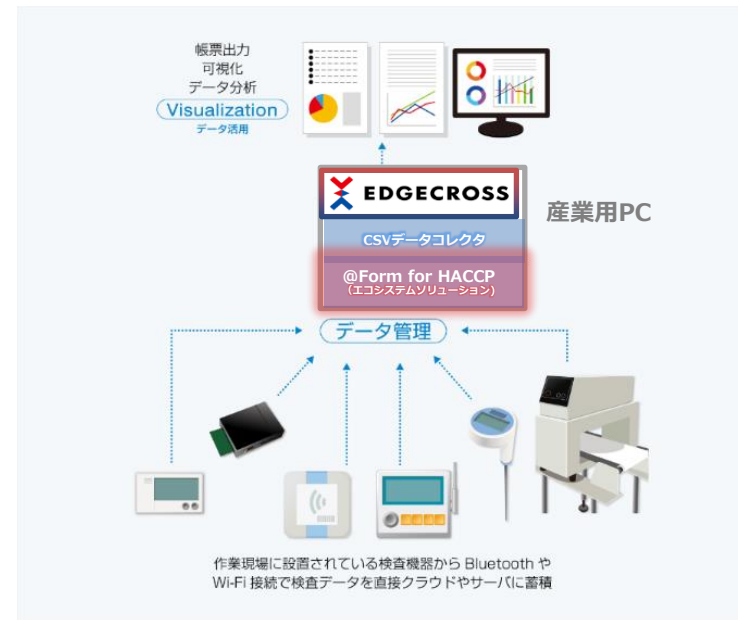 帳票出力
可視化
データ分析
Visualization
データ活用
EDGECROSS
産業用PC
CSVデータコレクタ
@Form for HACCP
(エコシステムソリューション)
データ管理
作業現場に設置されている検査機器から Bluetooth や
Wi-Fi 接続で検査データを直接クラウドやサーバに蓄積